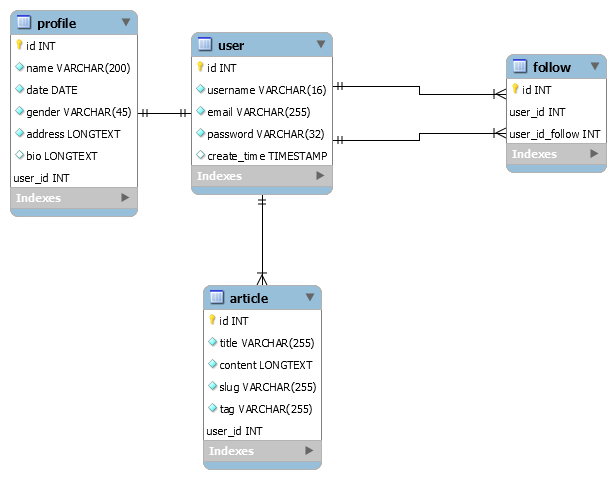 profile
id INT
name VARCHAR(200)
date DATE
gender VARCHAR(45)
address LONGTEXT
bio LONGTEXT
user_id INT
Indexes
user
id INT
username VARCHAR(16)
email VARCHAR(255)
password VARCHAR(32)
create_time TIMESTAMP
Indexes
follow
id INT
user_id INT
user_id_follow INT
Indexes
article
id INT
title VARCHAR(255)
content LONGTEXT
slug VARCHAR(255)
tag VARCHAR(255)
user_id INT
Indexes